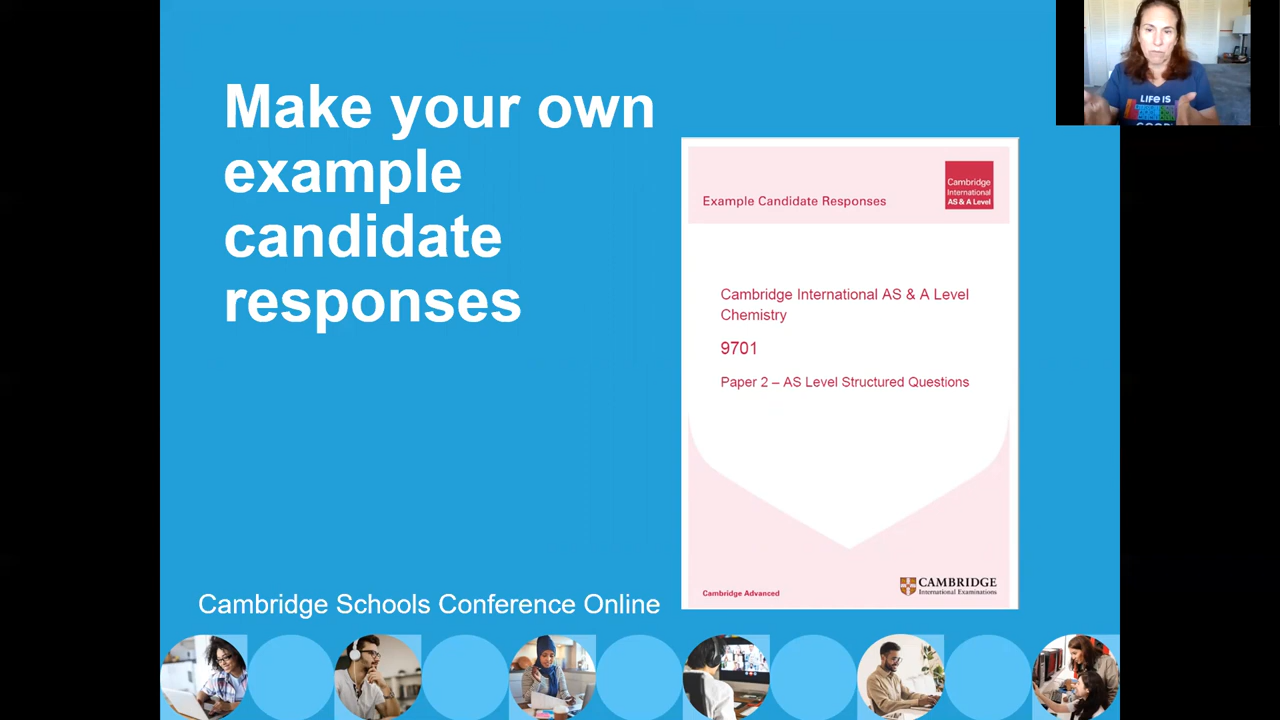 Make your own
example
candidate
responses
LIFE IS
GOOD
Example Candidate Responses
Cambridge
International
AS & A Level
Cambridge International AS & A Level
Chemistry
9701
Paper 2 – AS Level Structured Questions
Cambridge Advanced
CAMBRIDGE
International Examinations
Cambridge Schools Conference Online